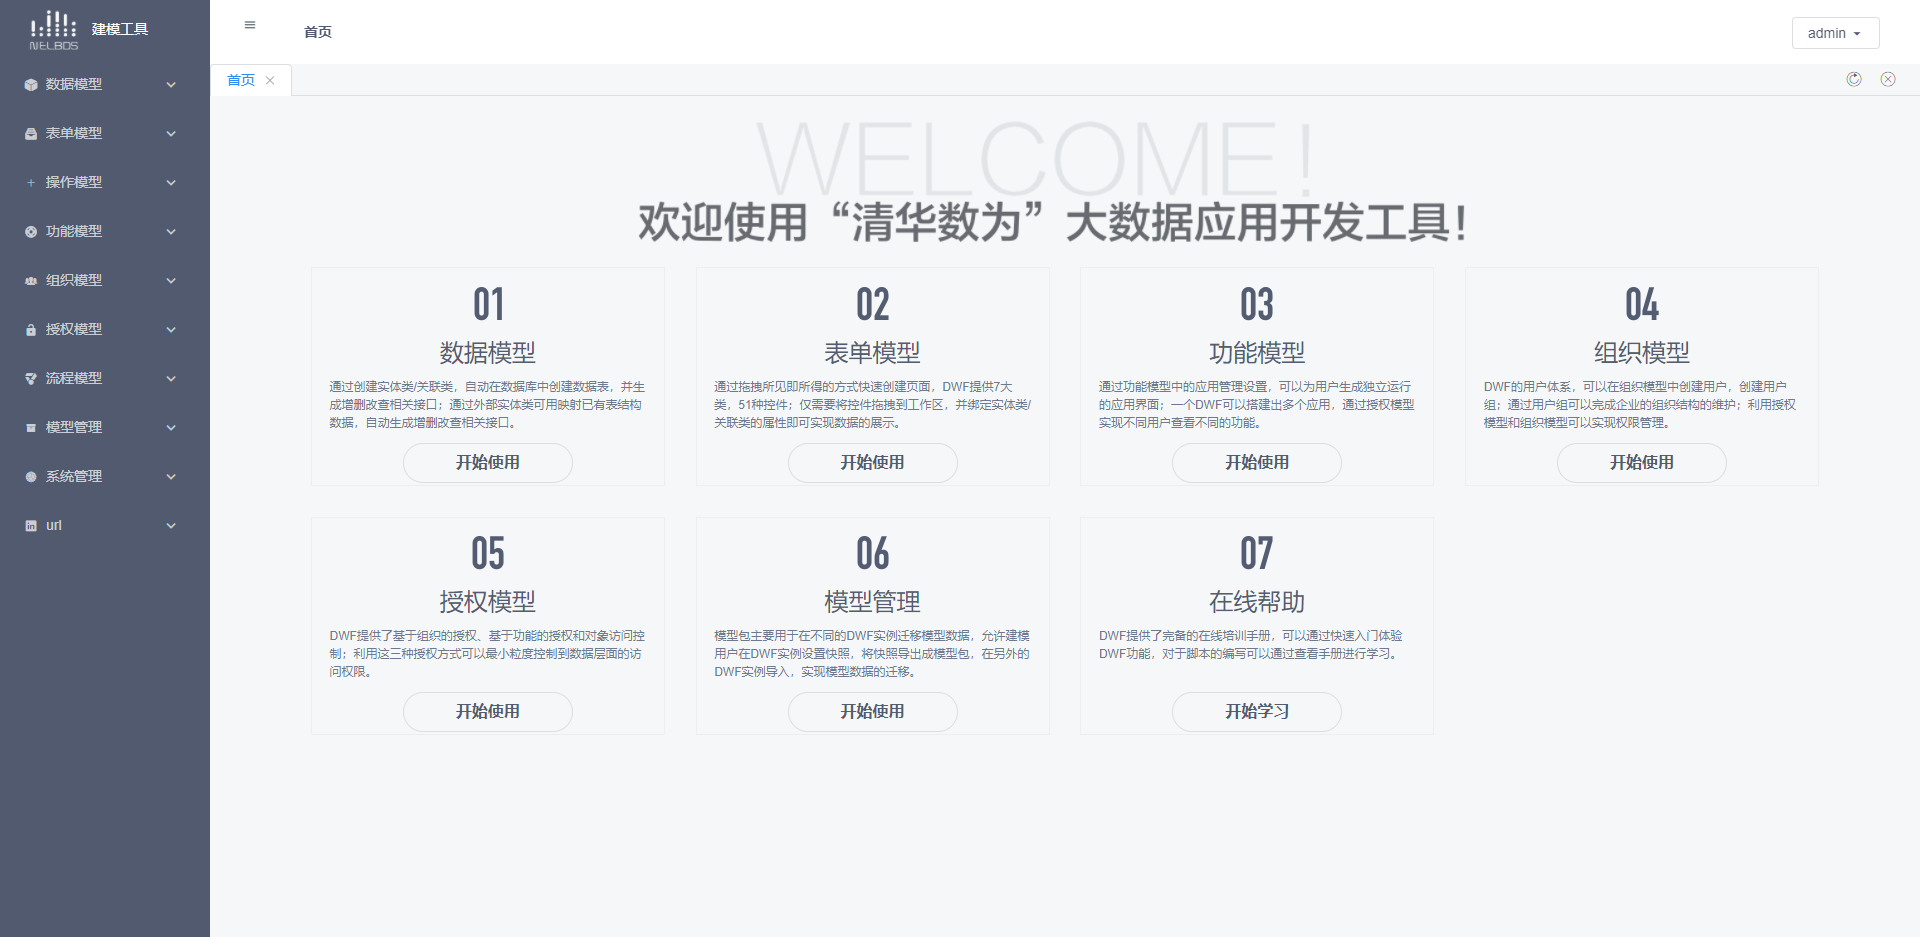 NELBDS
建模工具
首页
admin
数据模型
表单模型
操作模型
功能模型
组织模型
授权模型
流程模型
模型管理
系统管理
url
首页
WELCOME!
欢迎使用“清华数为”大数据应用开发工具!
01
数据模型
通过创建实体类/关联类，自动在数据库中创建数据表，并生
成增删改查相关接口；通过外部实体类可用映射已有表结构
数据，自动生成增删改查相关接口。
开始使用
02
表单模型
通过拖拽所见即所得的方式快速创建页面，DWF提供7大
类，51种控件；仅需要将控件拖拽到工作区，并绑定实体类/
关联类的属性即可实现数据的展示。
开始使用
03
功能模型
通过功能模型中的应用管理设置，可以为用户生成独立运行
的应用界面；一个DWF可以搭建出多个应用，通过授权模型
实现不同用户查看不同的功能。
开始使用
04
组织模型
DWF的用户体系，可以在组织模型中创建用户，创建用户
组；通过用户组可以完成企业的组织结构的维护；利用授权
模型和组织模型可以实现权限管理。
开始使用
05
授权模型
DWF提供了基于组织的授权、基于功能的授权和对象访问控
制；利用这三种授权方式可以最小粒度控制到数据层面的访
问权限。
开始使用
06
模型管理
模型包主要用于在不同的DWF实例迁移模型数据，允许建模
用户在DWF实例设置快照，将快照导出成模型包，在另外的
DWF实例导入，实现模型数据的迁移。
开始使用
07
在线帮助
DWF提供了完备的在线培训手册，可以通过快速入门体验
DWF功能，对于脚本的编写可以通过查看手册进行学习。
开始学习